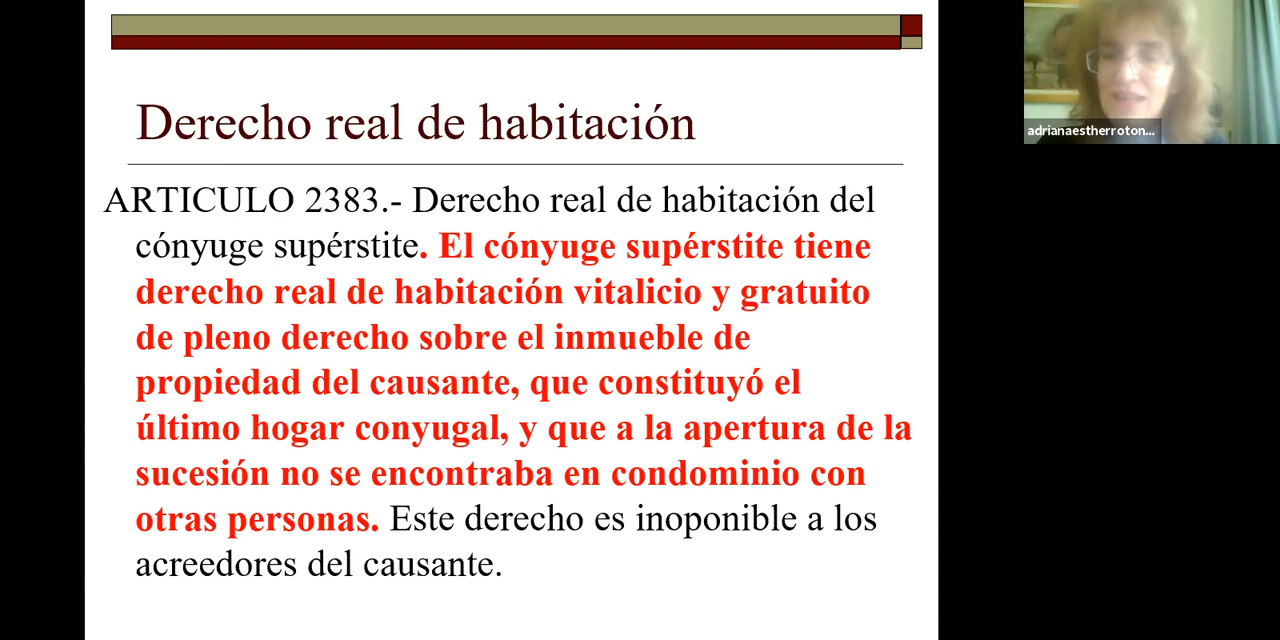 Derecho real de habitación
ARTICULO 2383.- Derecho real de habitación del
cónyuge supérstite. El cónyuge supérstite tiene
derecho real de habitación vitalicio y gratuito
de pleno derecho sobre el inmueble de
propiedad del causante, que constituyó el
último hogar conyugal, y que a la apertura de la
sucesión no se encontraba en condominio con
otras personas. Este derecho es inoponible a los
acreedores del causante.
adrianaestherroton...